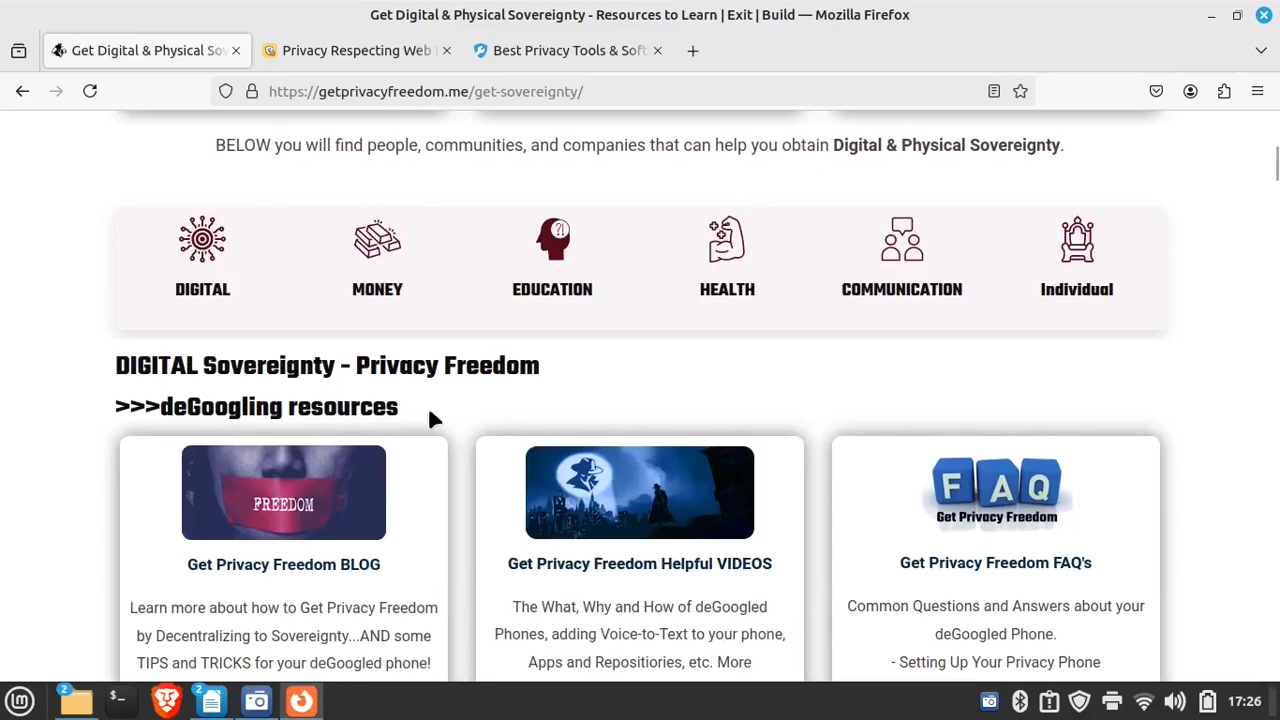 Get Digital & Physical Sovereignty - Resources to Learn | Exit | Build — Mozilla Firefox
Get Digital & Physical Sov
Privacy Respecting Web
Best Privacy Tools & Soft
https://getprivacyfreedom.me/get-sovereignty/
BELOW you will find people, communities, and companies that can help you obtain Digital & Physical Sovereignty.
DIGITAL
MONEY
EDUCATION
HEALTH
COMMUNICATION
Individual
DIGITAL Sovereignty - Privacy Freedom
>>>deGoogling resources
FREEDOM
Get Privacy Freedom BLOG
Learn more about how to Get Privacy Freedom
by Decentralizing to Sovereignty...AND some
TIPS and TRICKS for your deGoogled phone!
Get Privacy Freedom Helpful VIDEOS
The What, Why and How of deGoogled
Phones, adding Voice-to-Text to your phone,
Apps and Repositiories, etc. More
FAQ
Get Privacy Freedom
Get Privacy Freedom FAQ's
Common Questions and Answers about your
deGoogled Phone.
- Setting Up Your Privacy Phone
2
2
17:26